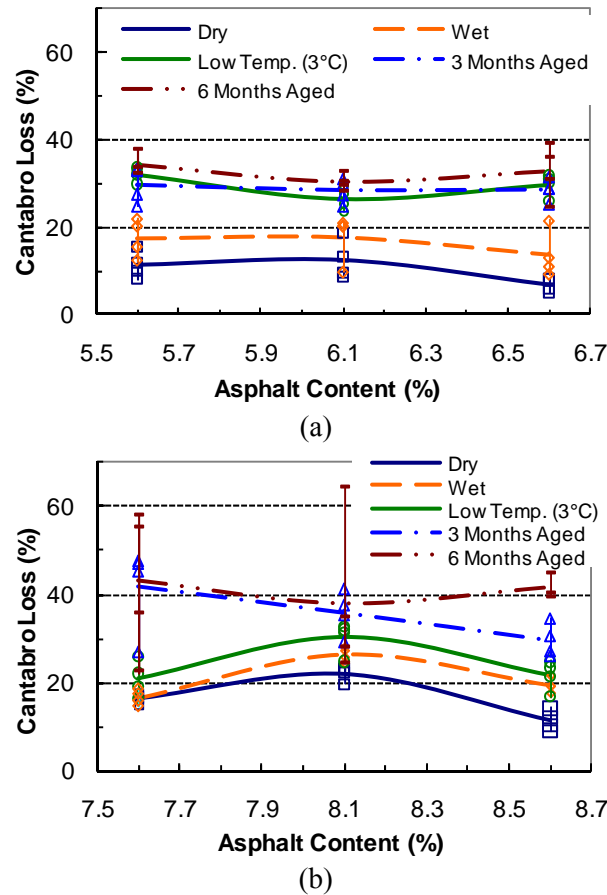 Dry
Wet
Low Temp. (3°C)
3 Months Aged
6 Months Aged
Cantabro Loss (%)
60
40
20
0
5.5 5.7 5.9 6.1 6.3 6.5 6.7
Asphalt Content (%)
(a)
Dry
Wet
Low Temp. (3°C)
3 Months Aged
6 Months Aged
Cantabro Loss (%)
60
40
20
0
7.5 7.7 7.9 8.1 8.3 8.5 8.7
Asphalt Content (%)
(b)